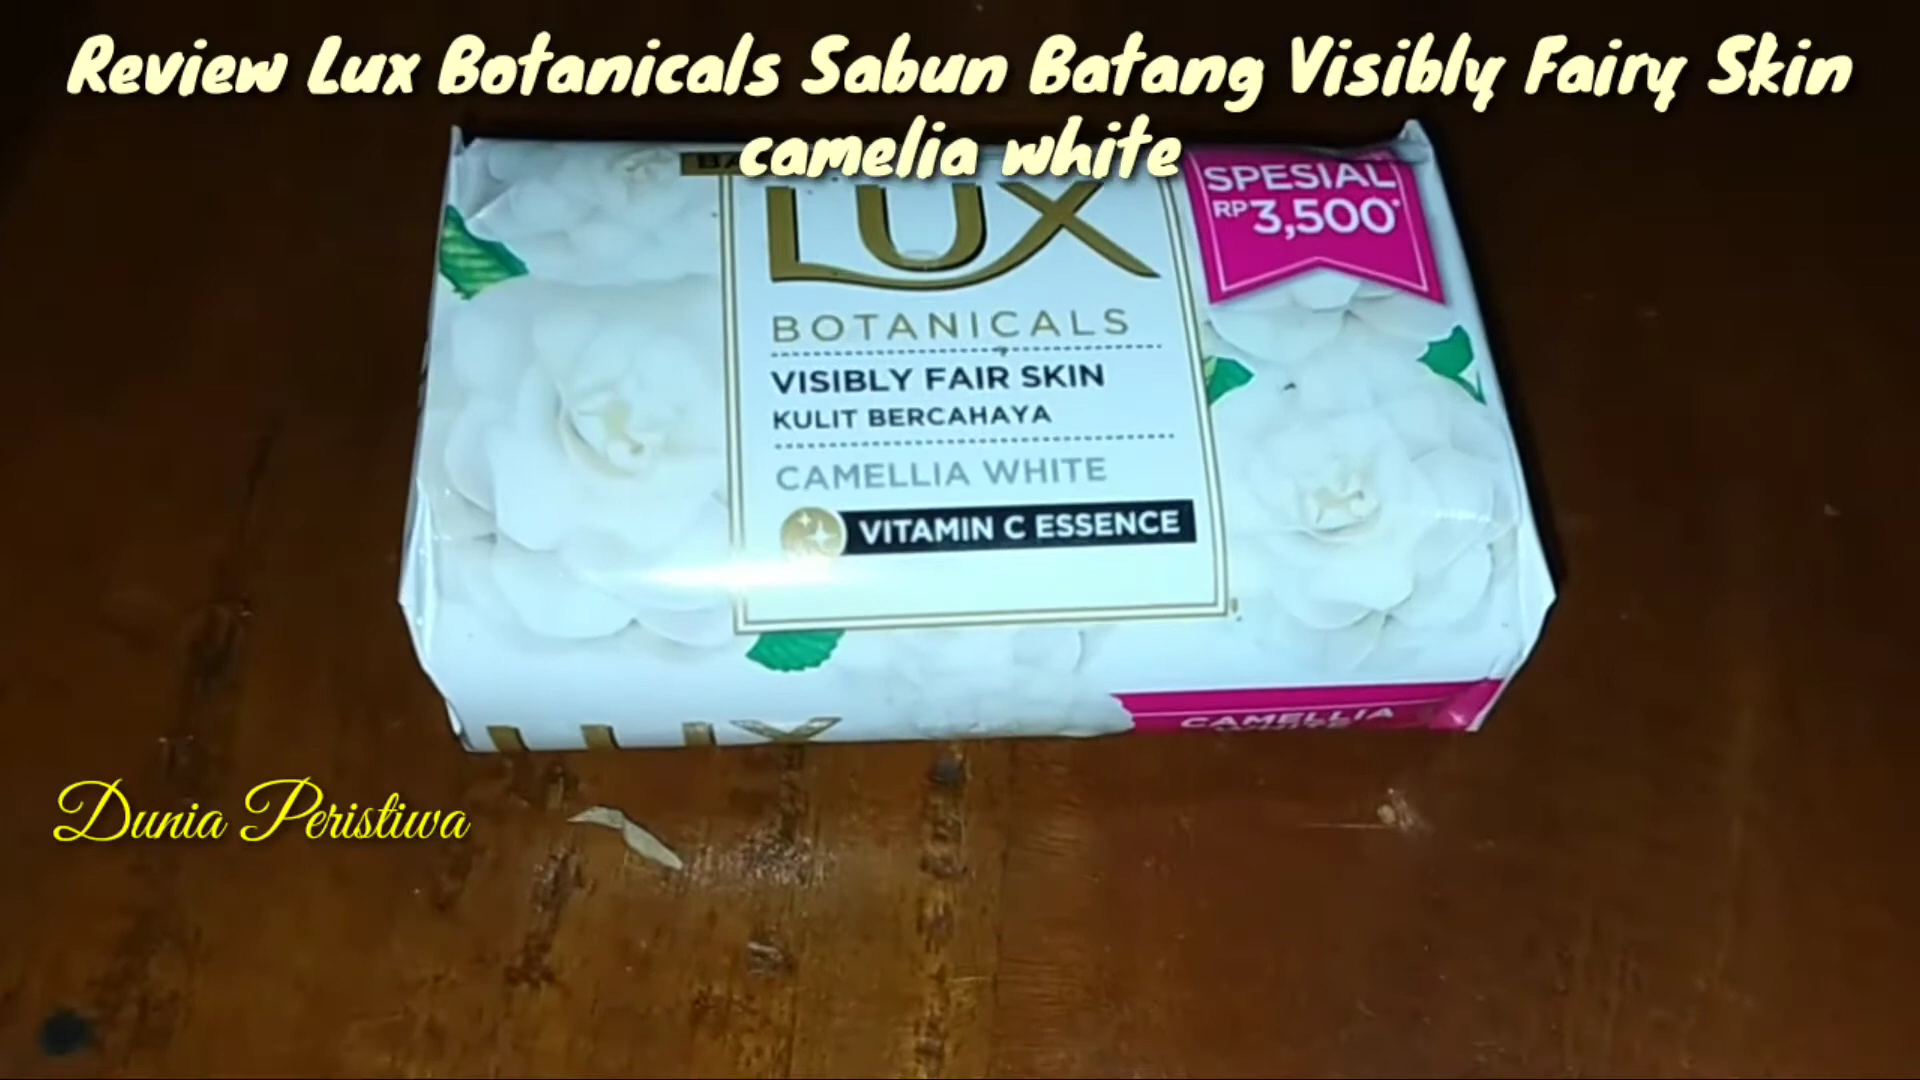 Review Lux Botanicals Sabun Batang Visibly Fairy Skin
camelia white
LUX
SPESIAL
RP3,500*
BOTANICALS
VISIBLY FAIR SKIN
KULIT BERCAHAYA
CAMELLIA WHITE
VITAMIN C ESSENCE
LUX
CAMELLIA
WHITE
Dunia Peristiwa